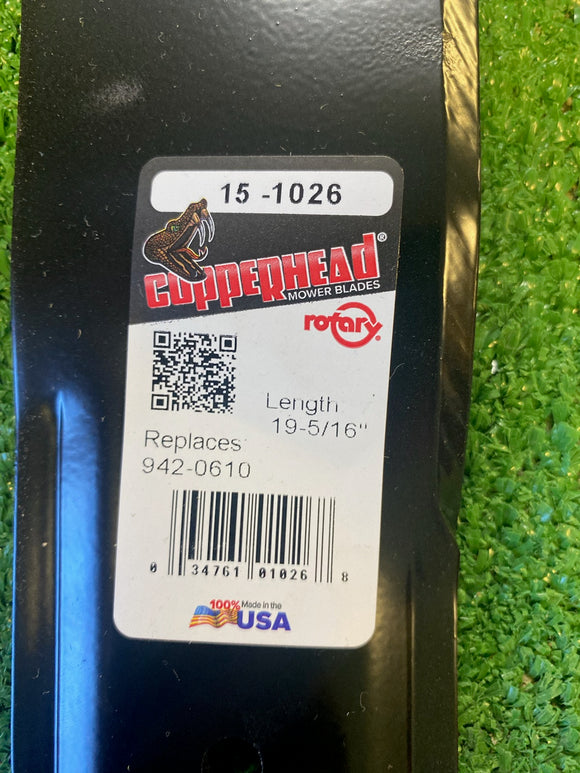 15 -1026
COPPERHEAD®
MOWER BLADES
rotary®
Length
19-5/16"
Replaces
942-0610
0 34761 01026 8
100% Made in the
USA